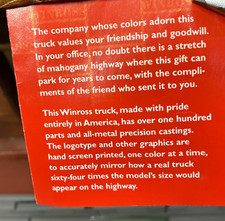 The company whose colors adorn this
truck values your friendship and goodwill.
In your office, no doubt there is a stretch
of mahogany highway where this gift can
park for years to come, with the compli-
ments of the friend who sent it to you.
This Winross truck, made with pride
entirely in America, has over one hundred
parts and all-metal precision castings.
The logotype and other graphics are
hand screen printed, one color at a time,
to accurately mirror how a real truck
sixty-four times the model's size would
appear on the highway.